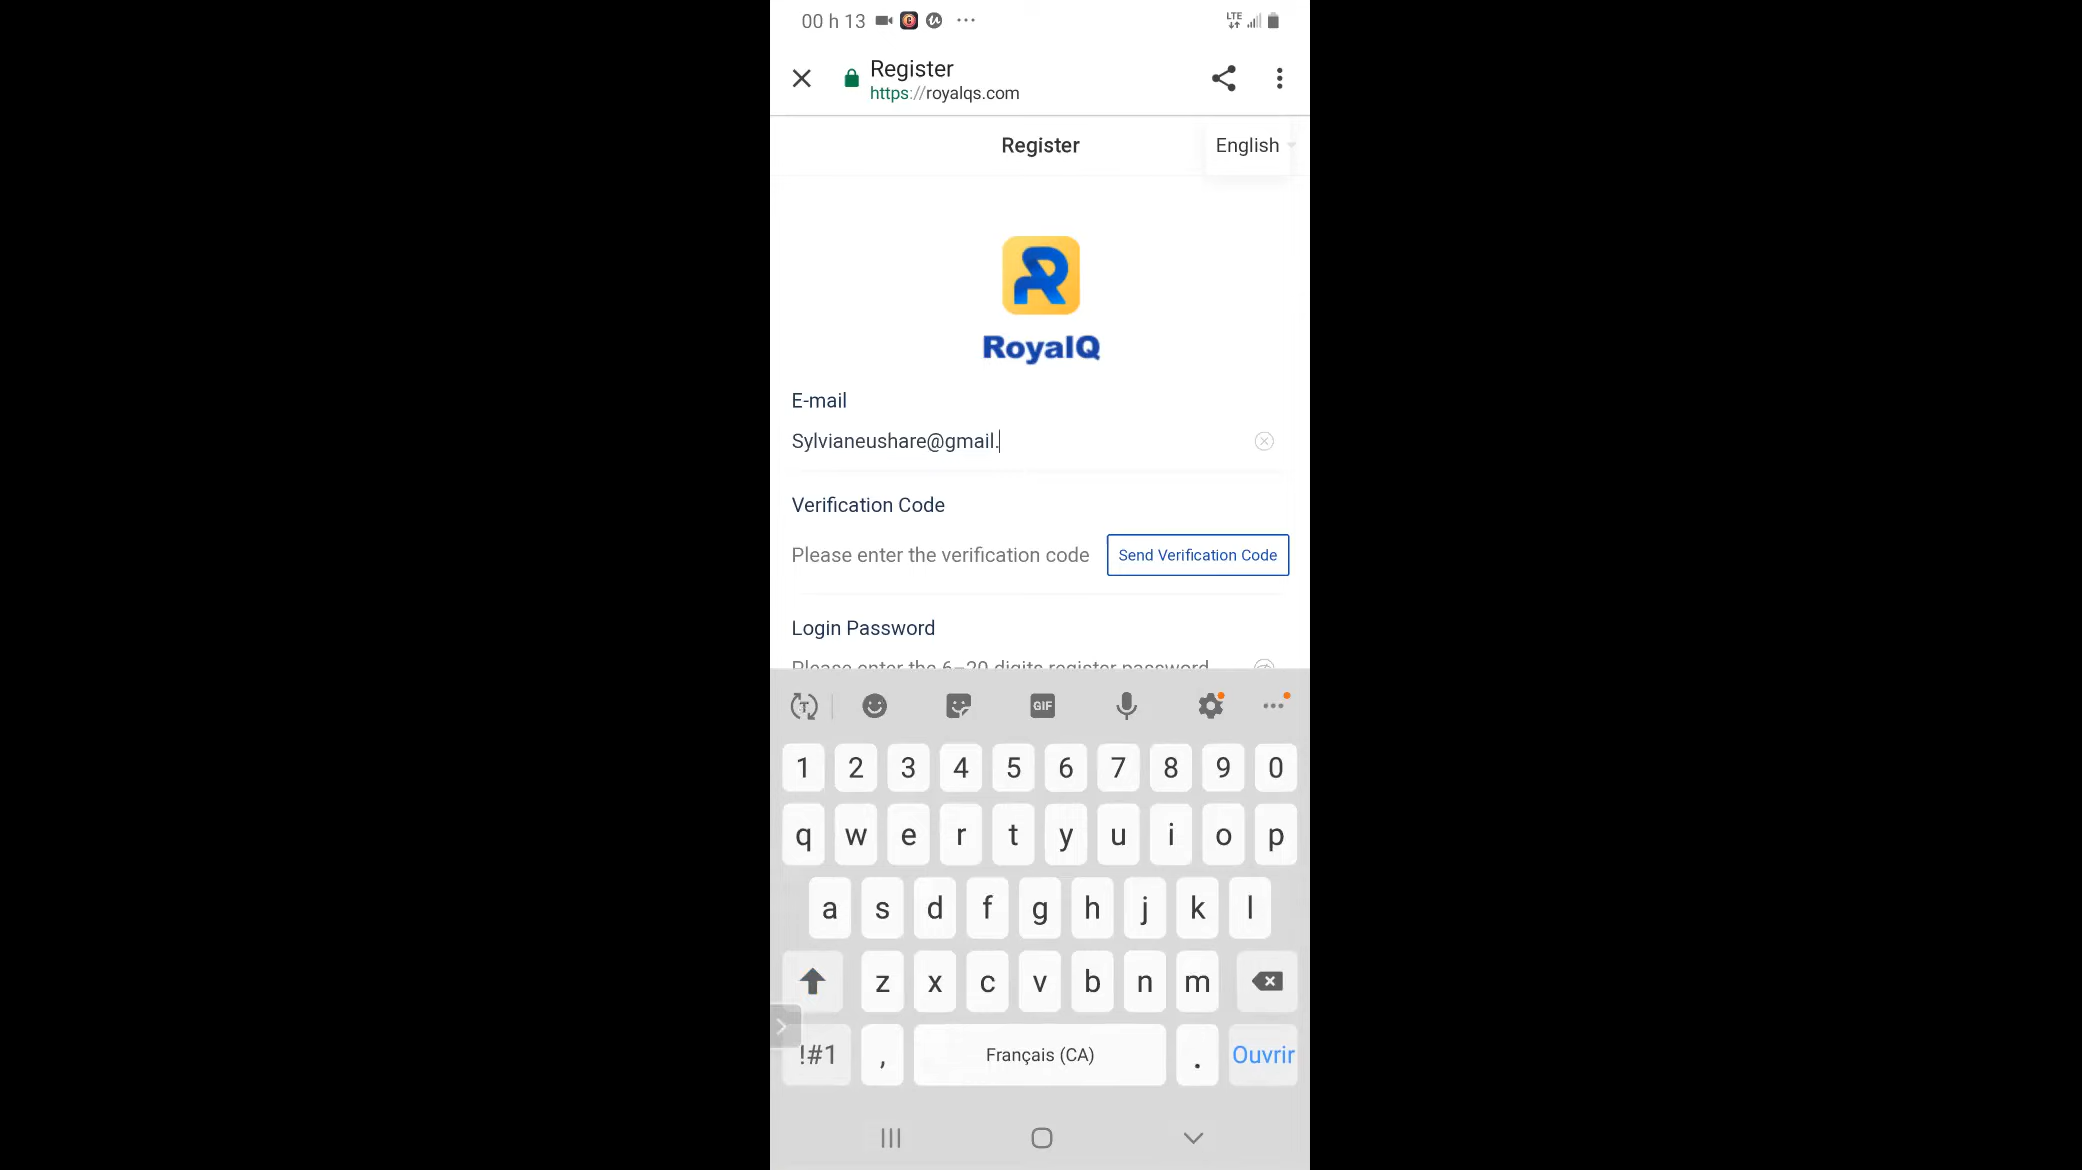 00 h 13
LTE
Register
https://royalqs.com
Register
English
RoyalQ
E-mail
Sylvianeushare@gmail.
Verification Code
Please enter the verification code
Send Verification Code
Login Password
Please enter the 6–20 digits register password
GIF
1 2 3 4 5 6 7 8 9 0
q w e r t y u i o p
a s d f g h j k l
z x c v b n m
!#1 , Français (CA) . Ouvrir